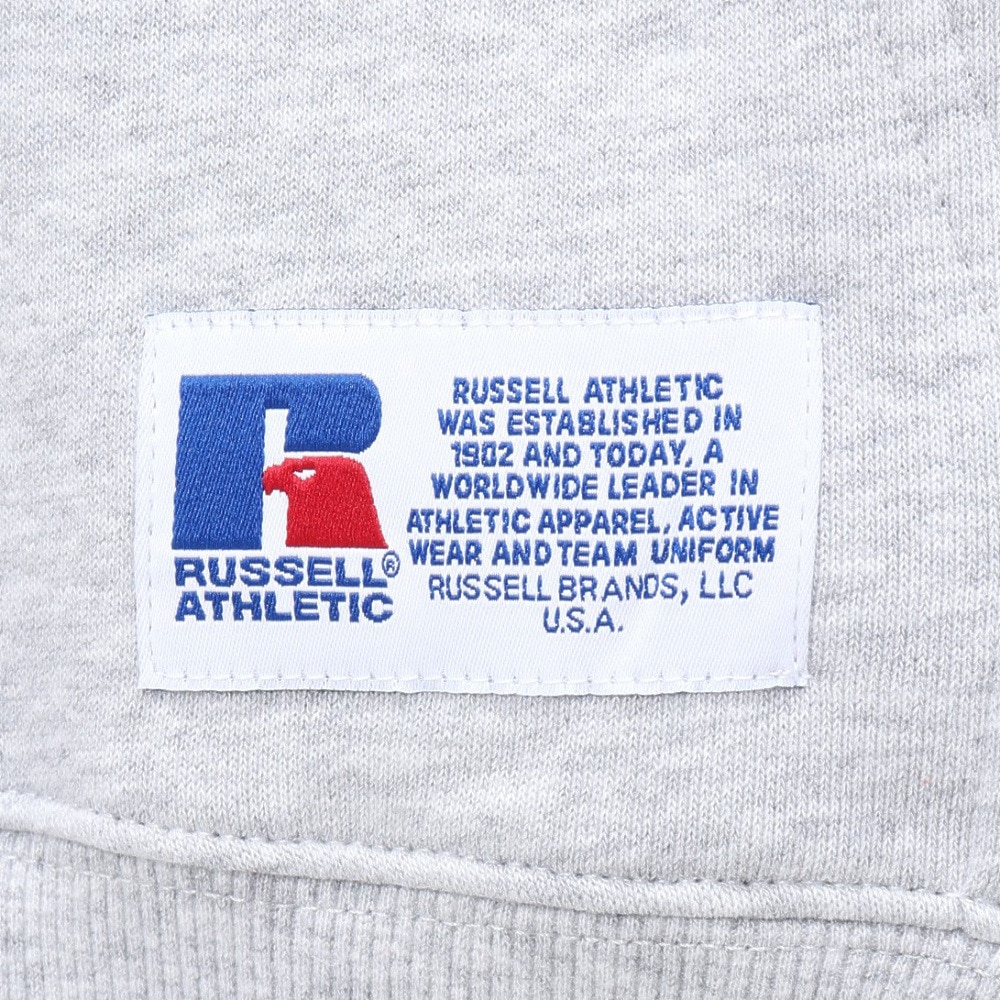 R
RUSSELL®
ATHLETIC
RUSSELL ATHLETIC
WAS ESTABLISHED IN
1902 AND TODAY, A
WORLDWIDE LEADER IN
ATHLETIC APPAREL, ACTIVE
WEAR AND TEAM UNIFORM
RUSSELL BRANDS, LLC
U.S.A.